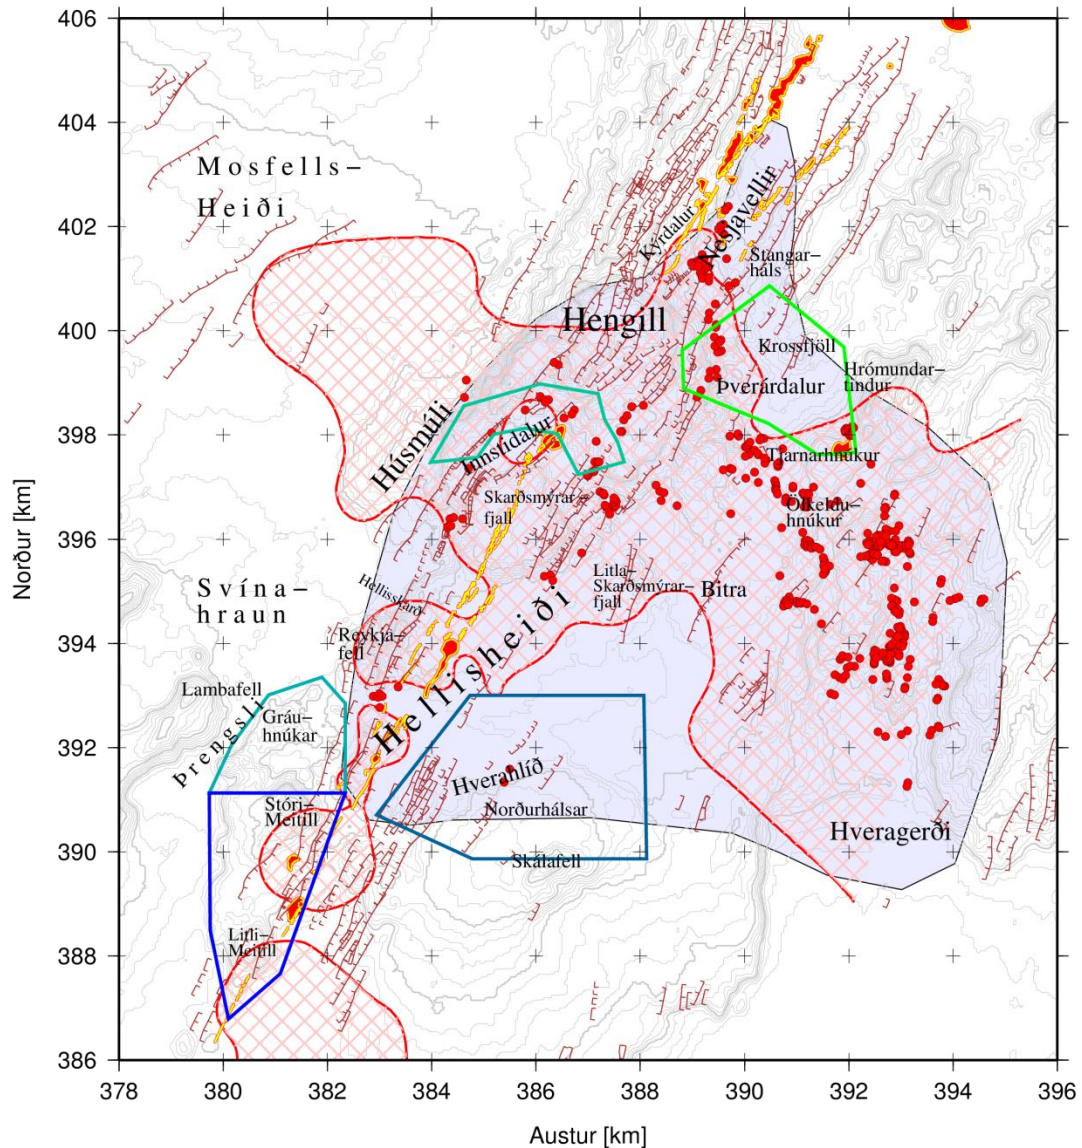 406
404
402
400
398
396
394
392
390
388
386
Norður [km]
Mosfells–
Heiði
Kýrdalur
Nesjavellir
Stangar–
háls
Hengill
Krossfjöll
Hrómundar–
tindur
Þverárdalur
Húsmúli
Innstidalur
Tjarnarhnúkur
Skarðsmýrar–
fjall
Ölkeldu–
hnúkur
Svína–
hraun
Hellisskarð
Litla–
Skarðsmýrar–
fjall
Bitra
Reykja–
fell
Hellisheiði
Lambafell
Gráu–
hnúkar
Þrengsli
Hverahlíð
Stóri–
Meitill
Norðurhálsar
Hveragerði
Skálafell
Litli–
Meitill
378 380 382 384 386 388 390 392 394 396
Austur [km]